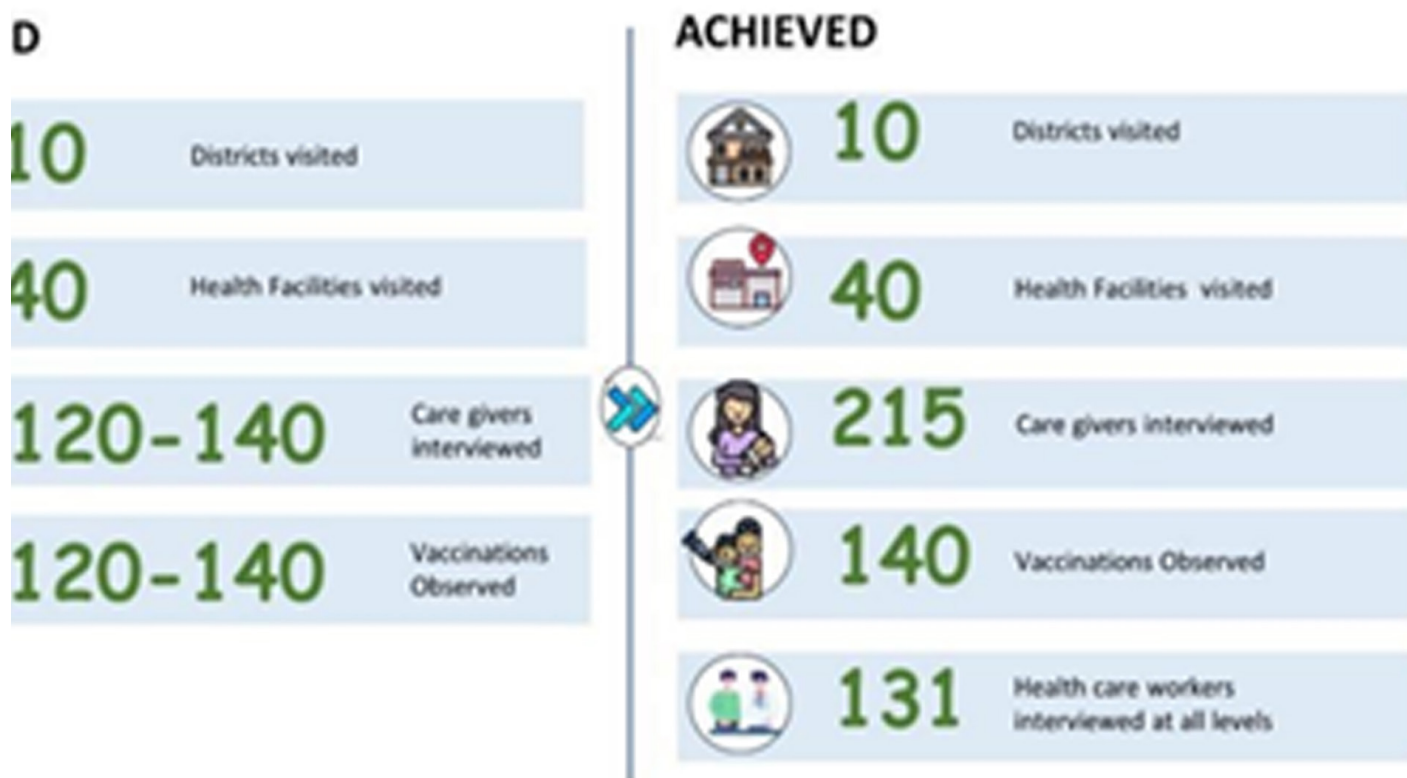 D
10 Districts visited
40 Health Facilities visited
120-140 Care givers
interviewed
120-140 Vaccinations
Observed
ACHIEVED
10 Districts visited
40 Health Facilities visited
215 Care givers interviewed
140 Vaccinations Observed
131 Health care workers
interviewed at all levels